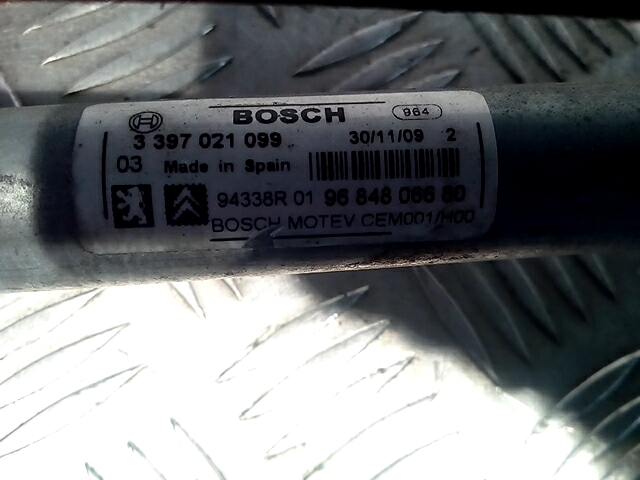 BOSCH 964
3 397 021 099 30/11/09 2
03 Made in Spain
94338R 01 96 848 066 80
BOSCH MOTEV CEM001/H00